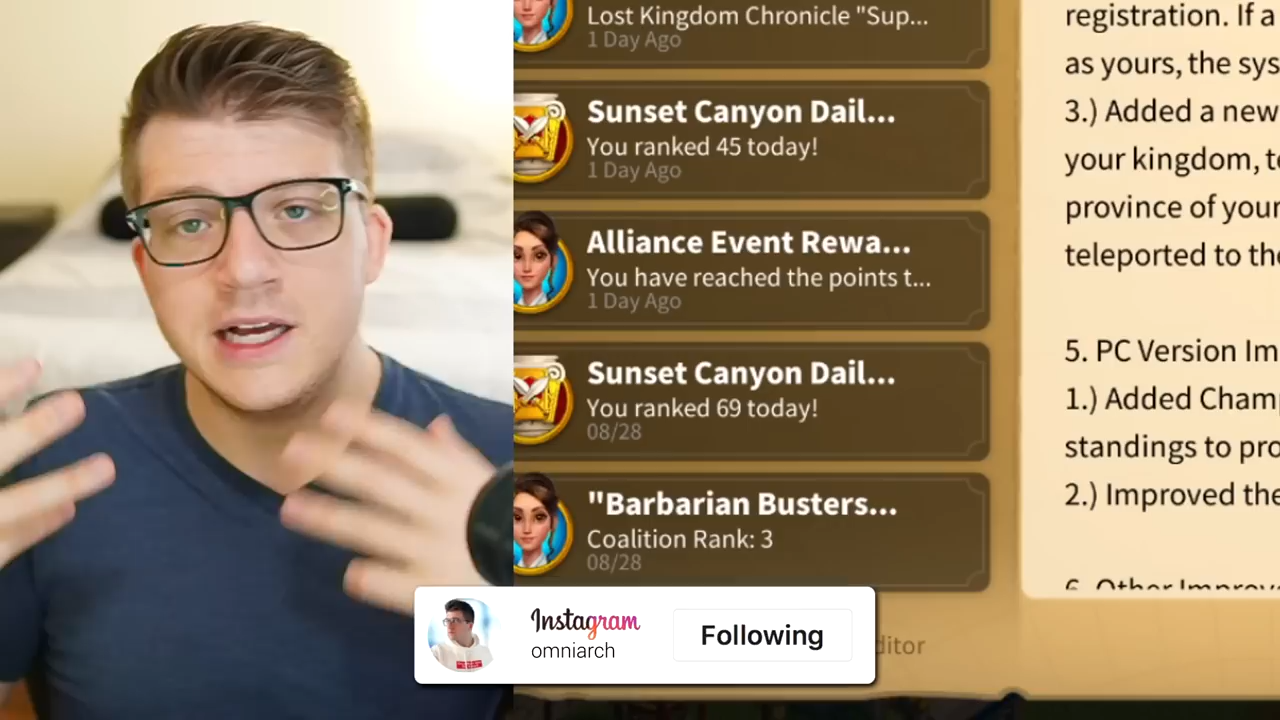 Lost Kingdom Chronicle "Sup...
1 Day Ago
Sunset Canyon Dail...
You ranked 45 today!
1 Day Ago
Alliance Event Rewa...
You have reached the points t...
1 Day Ago
Sunset Canyon Dail...
You ranked 69 today!
08/28
"Barbarian Busters...
Coalition Rank: 3
08/28
registration. If a
as yours, the sys
3.) Added a new
your kingdom, t
province of your
teleported to the
5. PC Version Im
1.) Added Cham
standings to pro
2.) Improved the
6. Other Improv
ditor
Instagram
omniarch
Following